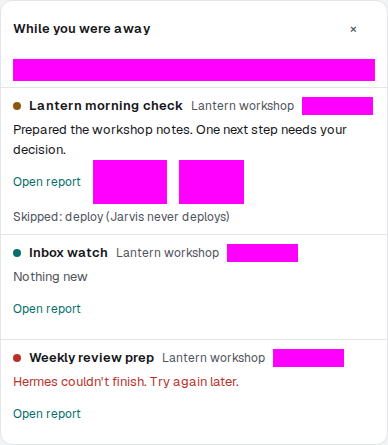 While you were away
×
Lantern morning check Lantern workshop
Prepared the workshop notes. One next step needs your
decision.
Open report
Skipped: deploy (Jarvis never deploys)
Inbox watch Lantern workshop
Nothing new
Open report
Weekly review prep Lantern workshop
Hermes couldn't finish. Try again later.
Open report